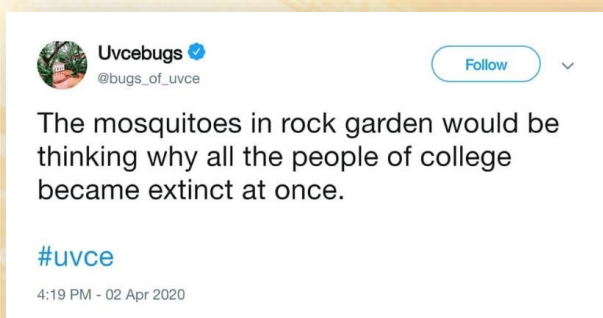 Uvcebugs
@bugs_of_uvce
Follow
The mosquitoes in rock garden would be
thinking why all the people of college
became extinct at once.
#uvce
4:19 PM - 02 Apr 2020